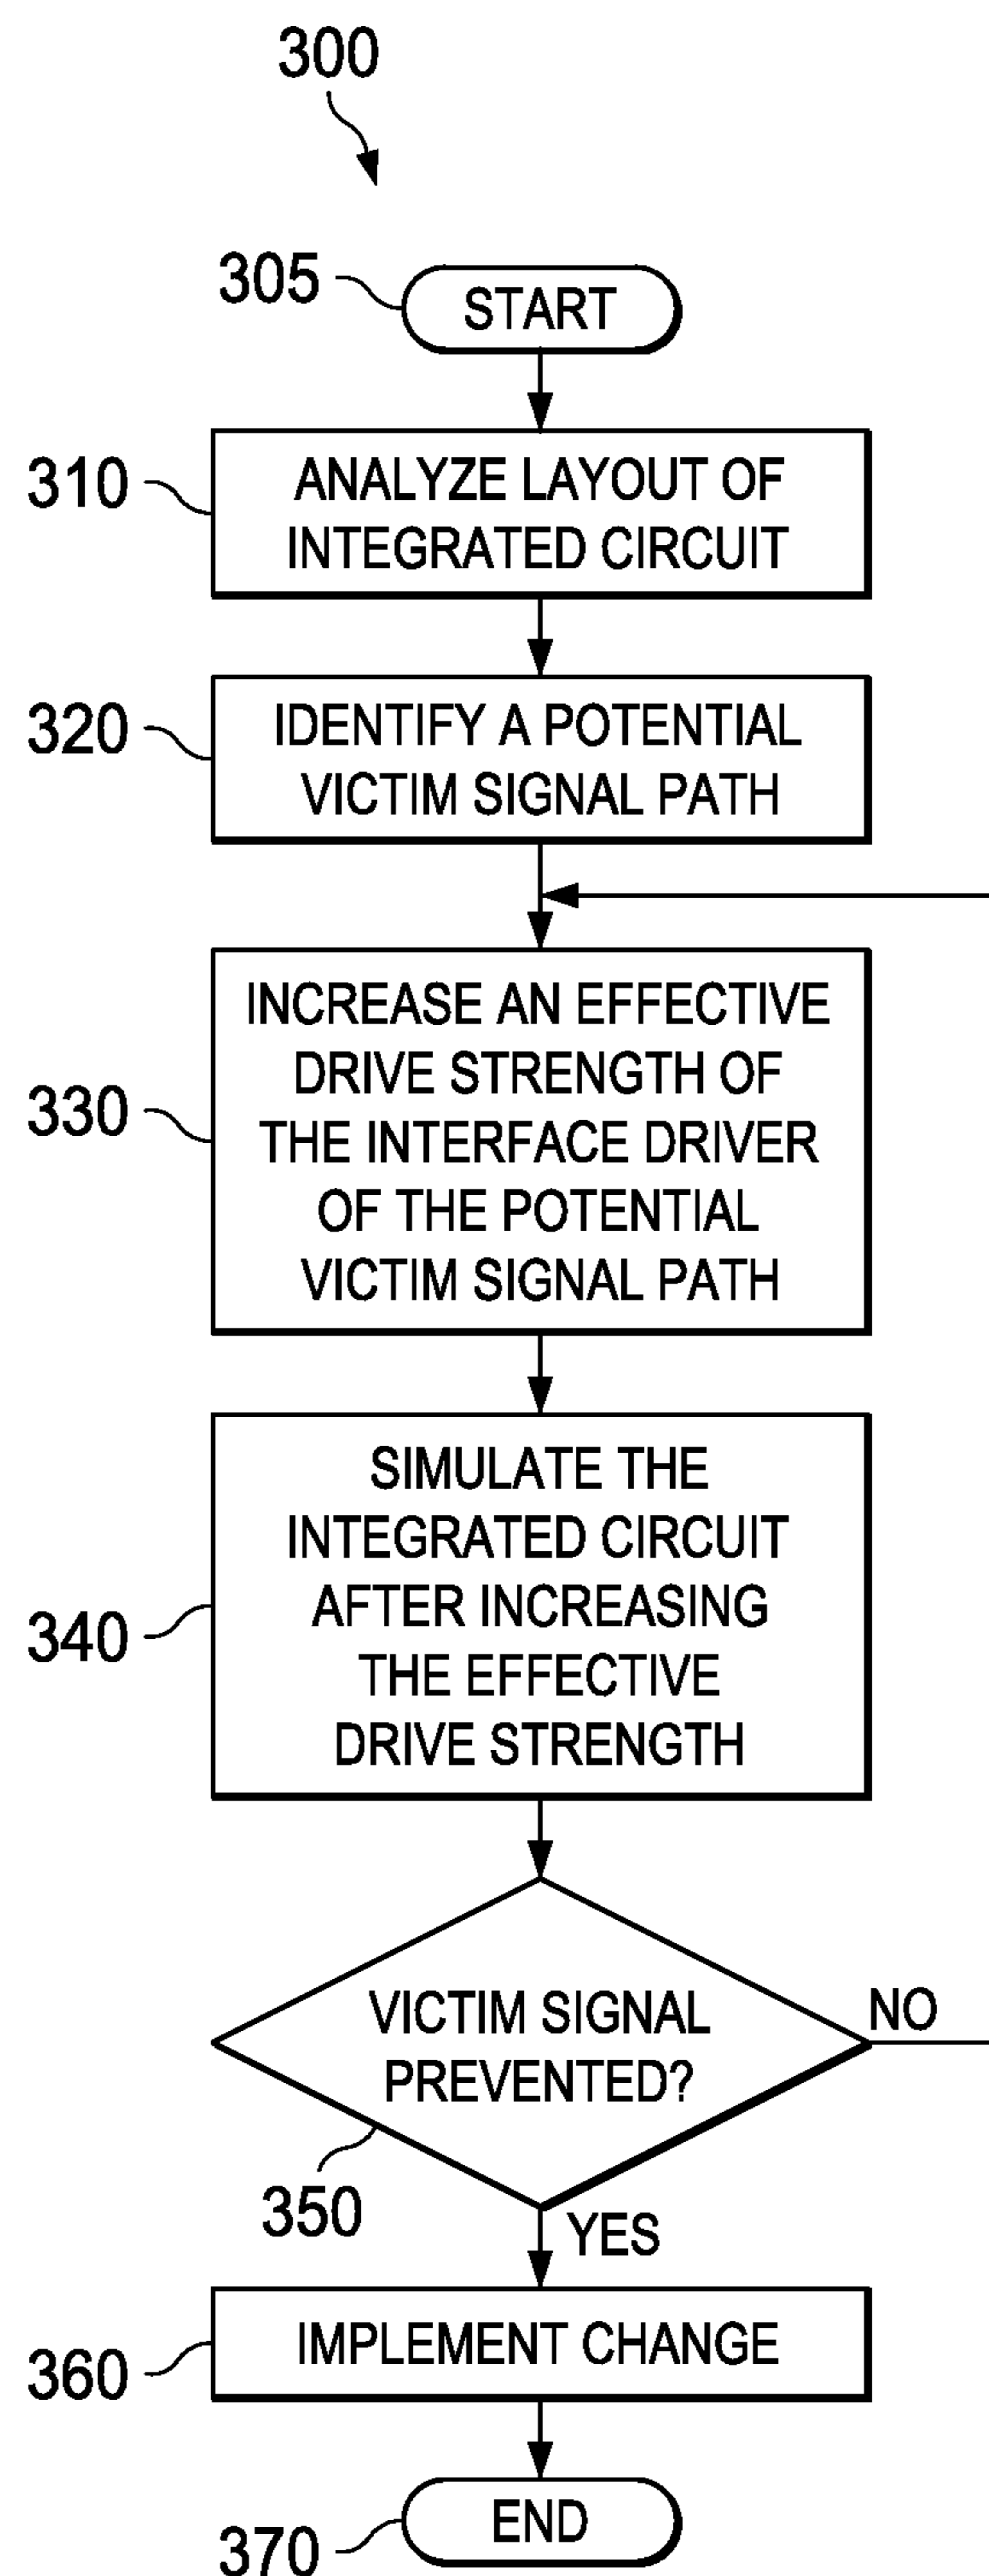 300
305
START
310
ANALYZE LAYOUT OF
INTEGRATED CIRCUIT
320
IDENTIFY A POTENTIAL
VICTIM SIGNAL PATH
330
INCREASE AN EFFECTIVE
DRIVE STRENGTH OF
THE INTERFACE DRIVER
OF THE POTENTIAL
VICTIM SIGNAL PATH
340
SIMULATE THE
INTEGRATED CIRCUIT
AFTER INCREASING
THE EFFECTIVE
DRIVE STRENGTH
VICTIM SIGNAL
PREVENTED?
NO
350
YES
360
IMPLEMENT CHANGE
370
END